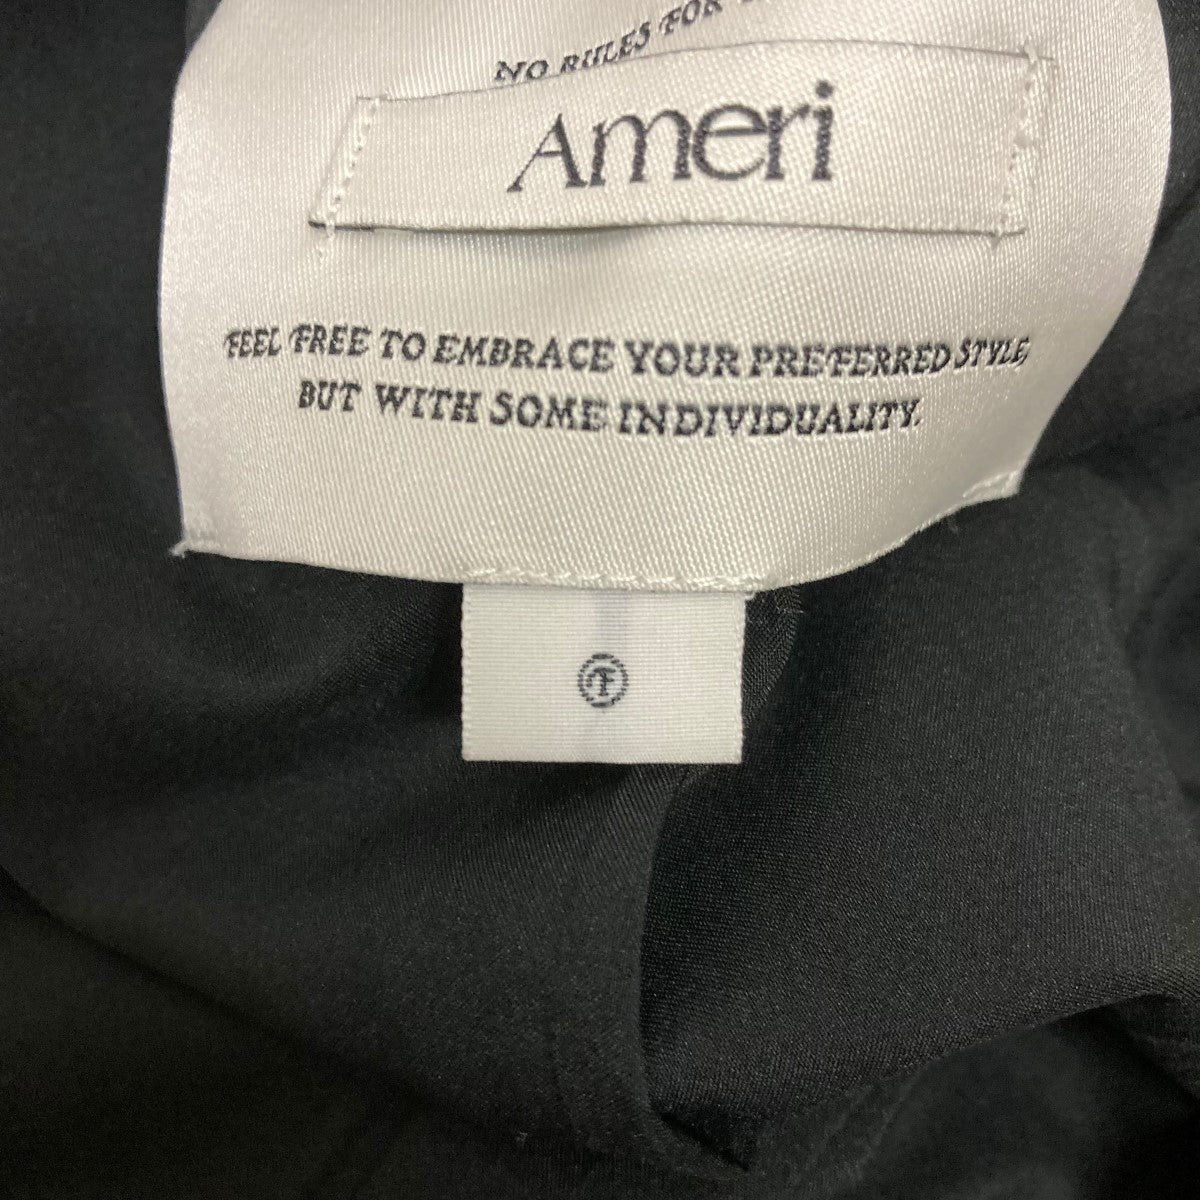 NO RULES FOR
Ameri
FEEL FREE TO EMBRACE YOUR PREFERRED STYLE,
BUT WITH SOME INDIVIDUALITY.
F